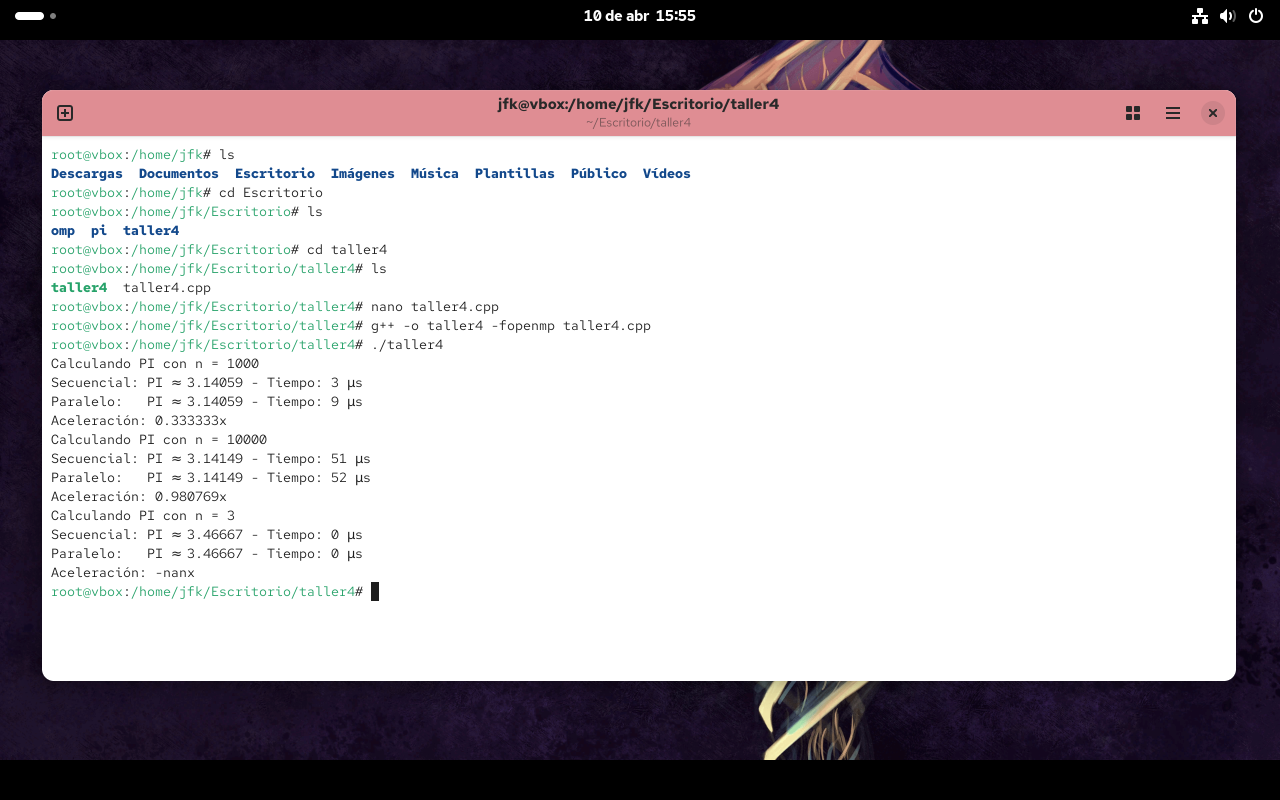 10 de abr 15:55
jfk@vbox:/home/jfk/Escritorio/taller4
~/Escritorio/taller4
root@vbox:/home/jfk# ls
Descargas  Documentos  Escritorio  Imágenes  Música  Plantillas  Público  Vídeos
root@vbox:/home/jfk# cd Escritorio
root@vbox:/home/jfk/Escritorio# ls
omp  pi  taller4
root@vbox:/home/jfk/Escritorio# cd taller4
root@vbox:/home/jfk/Escritorio/taller4# ls
taller4  taller4.cpp
root@vbox:/home/jfk/Escritorio/taller4# nano taller4.cpp
root@vbox:/home/jfk/Escritorio/taller4# g++ -o taller4 -fopenmp taller4.cpp
root@vbox:/home/jfk/Escritorio/taller4# ./taller4
Calculando PI con n = 1000
Secuencial: PI ≈ 3.14059 - Tiempo: 3 µs
Paralelo:   PI ≈ 3.14059 - Tiempo: 9 µs
Aceleración: 0.333333x
Calculando PI con n = 10000
Secuencial: PI ≈ 3.14149 - Tiempo: 51 µs
Paralelo:   PI ≈ 3.14149 - Tiempo: 52 µs
Aceleración: 0.980769x
Calculando PI con n = 3
Secuencial: PI ≈ 3.46667 - Tiempo: 0 µs
Paralelo:   PI ≈ 3.46667 - Tiempo: 0 µs
Aceleración: -nanx
root@vbox:/home/jfk/Escritorio/taller4#